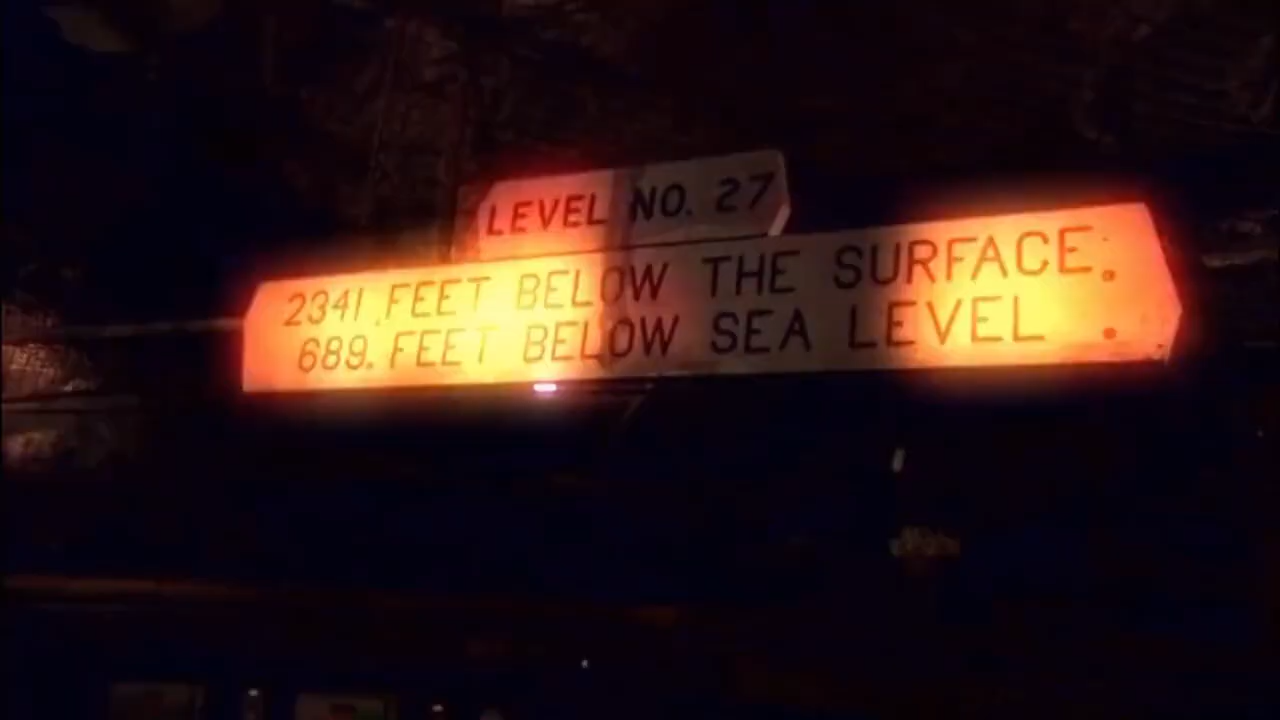 LEVEL NO. 27
2341. FEET BELOW THE SURFACE.
689. FEET BELOW SEA LEVEL .